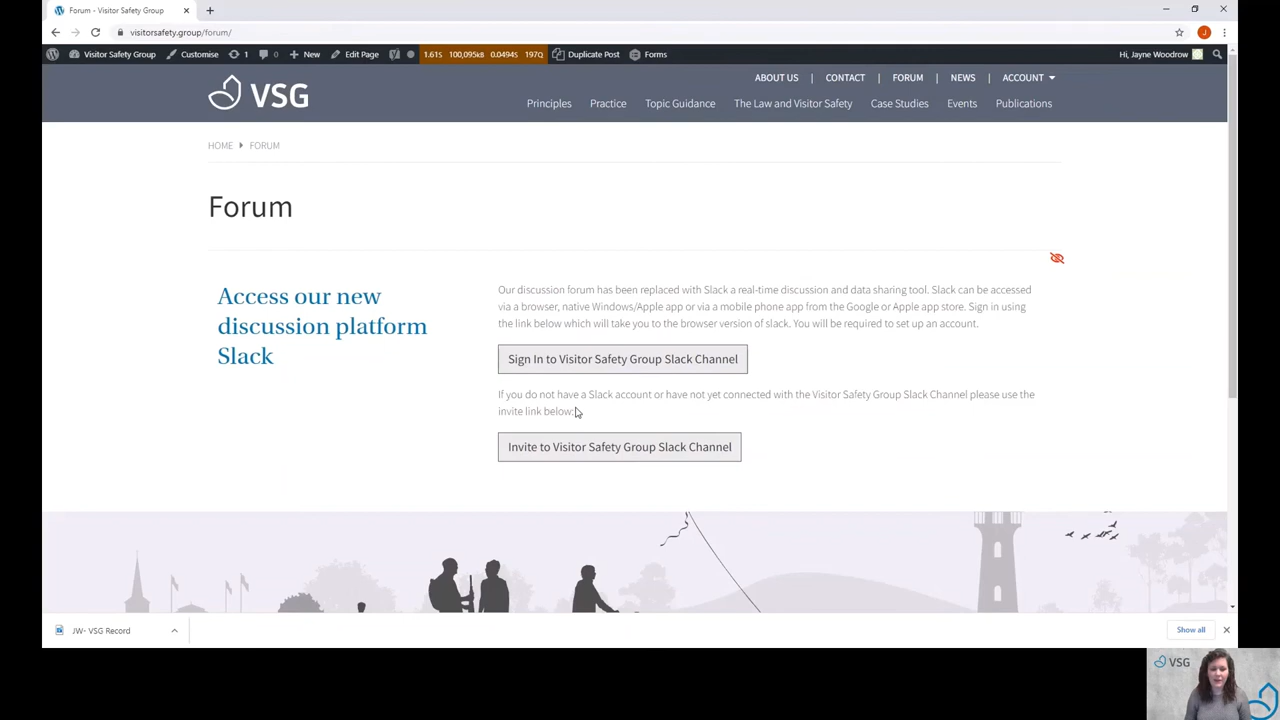 Forum - Visitor Safety Group
visitorsafety.group/forum/
Visitor Safety Group Customise 1 0 New Edit Page 1.61S 100,095kB 0.0494S 197Q Duplicate Post Forms Hi, Jayne Woodrow
ABOUT US | CONTACT | FORUM | NEWS | ACCOUNT
VSG
Principles Practice Topic Guidance The Law and Visitor Safety Case Studies Events Publications
HOME FORUM
Forum
Access our new
discussion platform
Slack
Our discussion forum has been replaced with Slack a real-time discussion and data sharing tool. Slack can be accessed
via a browser, native Windows/Apple app or via a mobile phone app from the Google or Apple app store. Sign in using
the link below which will take you to the browser version of slack. You will be required to set up an account.
Sign In to Visitor Safety Group Slack Channel
If you do not have a Slack account or have not yet connected with the Visitor Safety Group Slack Channel please use the
invite link below:
Invite to Visitor Safety Group Slack Channel
JW- VSG Record
Show all
VSG